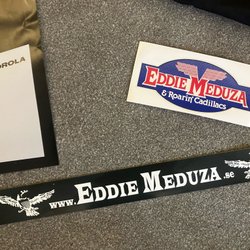 OROLA
EDDIE MEDUZA
& Roarin' Cadillacs
www.EDDIE MEDUZA.se